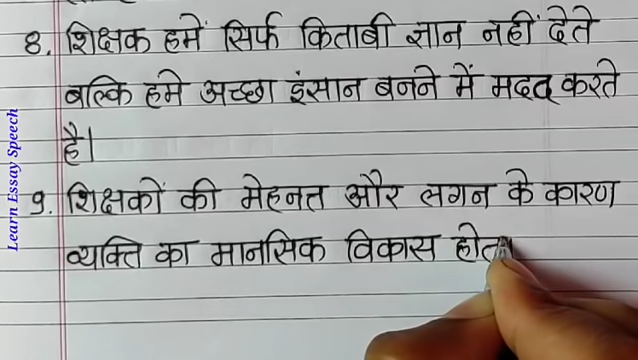 8. शिक्षक हमें सिर्फ किताबी ज्ञान नहीं देते
बल्कि हमे अच्छा इंसान बनने में मदद करते
है।
9. शिक्षकों की मेहनत और लगन के कारण
व्यक्ति का मानसिक विकास होत
Learn Essay Speech